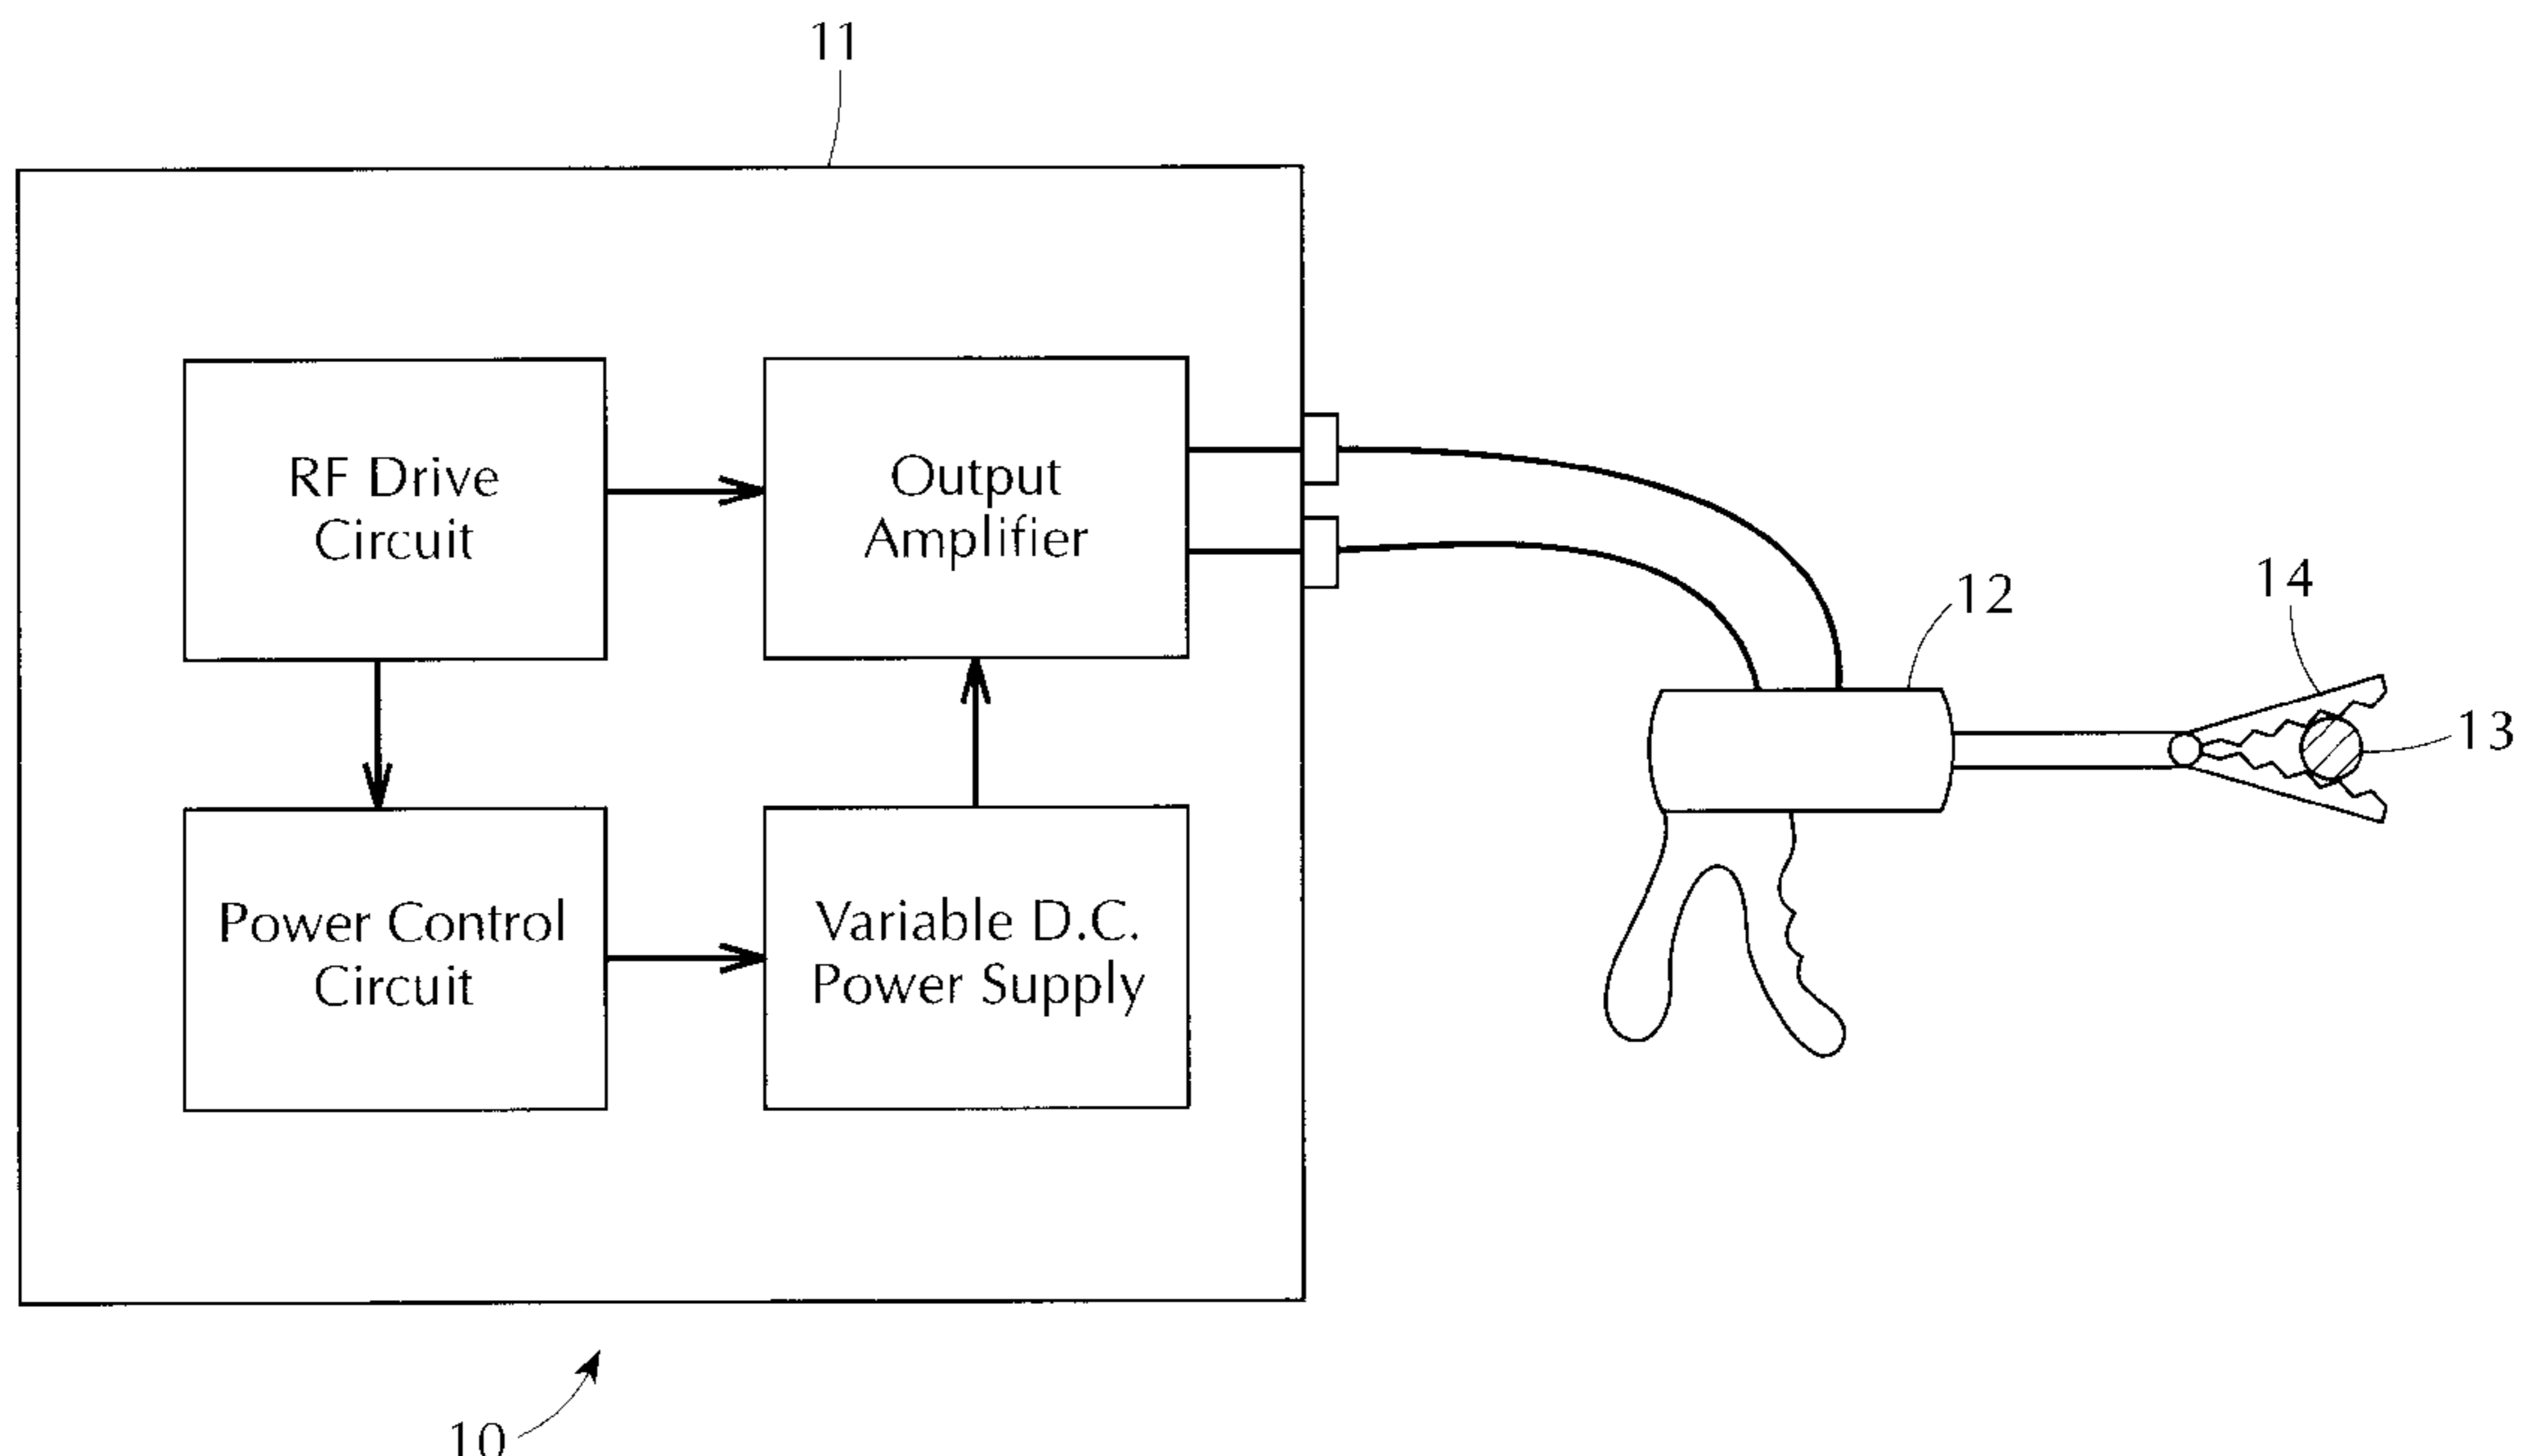 11
RF Drive
Circuit
Output
Amplifier
14
12
13
Power Control
Circuit
Variable D.C.
Power Supply
10